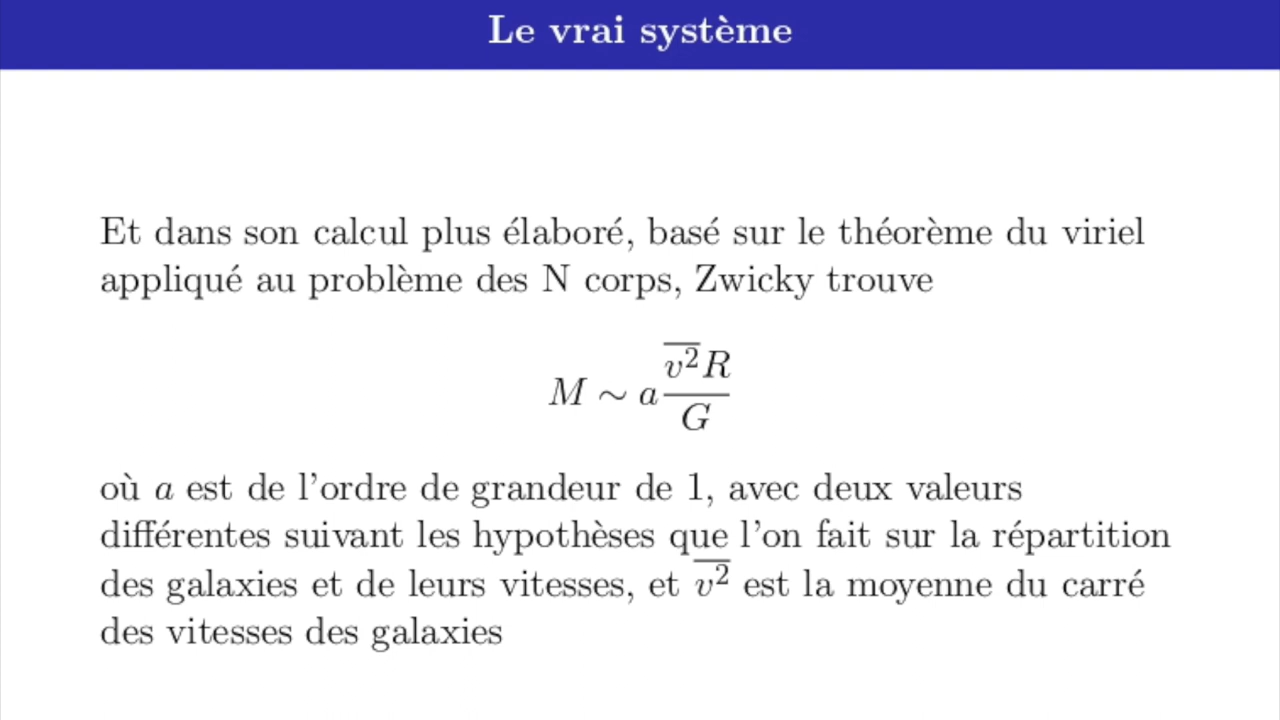 Le vrai système
Et dans son calcul plus élaboré, basé sur le théorème du viriel
appliqué au problème des N corps, Zwicky trouve
$M \sim a \frac{\overline{v^2} R}{G}$
où $a$ est de l'ordre de grandeur de 1, avec deux valeurs
différentes suivant les hypothèses que l'on fait sur la répartition
des galaxies et de leurs vitesses, et $\overline{v^2}$ est la moyenne du carré
des vitesses des galaxies